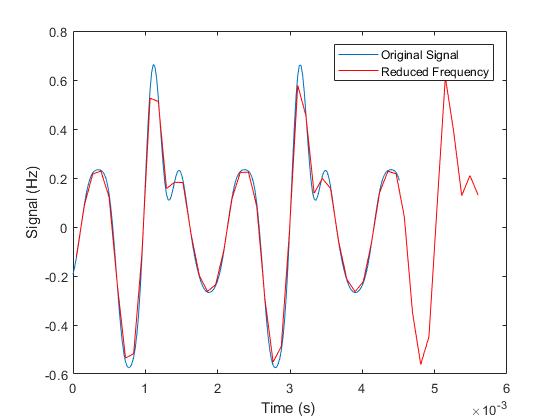 0.8
0.6
0.4
0.2
0
-0.2
-0.4
-0.6
Signal (Hz)
Original Signal
Reduced Frequency
0 1 2 3 4 5 6
Time (s)
×10⁻³